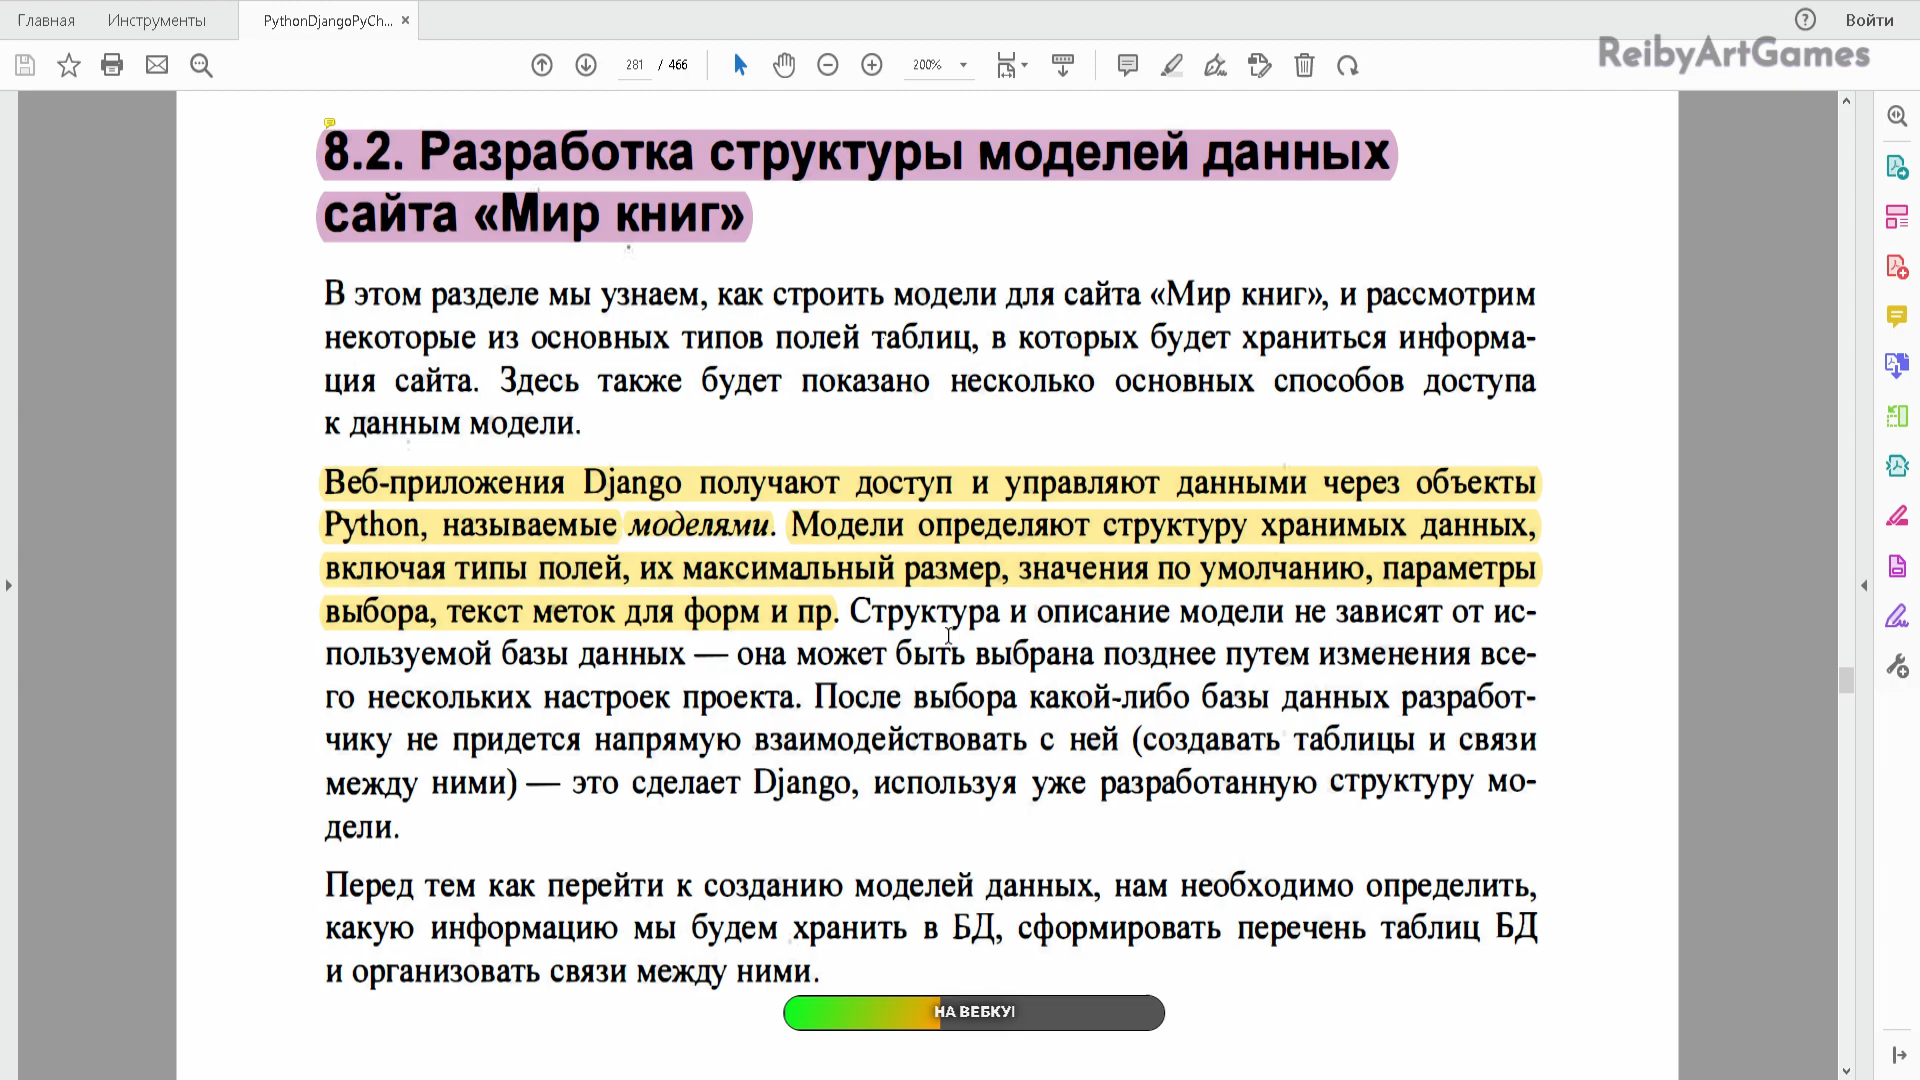 Главная
Инструменты
PythonDjangoPyCh...
Войти
ReibyArtGames
281 / 466
200%
8.2. Разработка структуры моделей данных
сайта «Мир книг»
В этом разделе мы узнаем, как строить модели для сайта «Мир книг», и рассмотрим
некоторые из основных типов полей таблиц, в которых будет храниться информа-
ция сайта. Здесь также будет показано несколько основных способов доступа
к данным модели.
Веб-приложения Django получают доступ и управляют данными через объекты
Python, называемые моделями. Модели определяют структуру хранимых данных,
включая типы полей, их максимальный размер, значения по умолчанию, параметры
выбора, текст меток для форм и пр. Структура и описание модели не зависят от ис-
пользуемой базы данных — она может быть выбрана позднее путем изменения все-
го нескольких настроек проекта. После выбора какой-либо базы данных разработ-
чику не придется напрямую взаимодействовать с ней (создавать таблицы и связи
между ними) — это сделает Django, используя уже разработанную структуру мо-
дели.
Перед тем как перейти к созданию моделей данных, нам необходимо определить,
какую информацию мы будем хранить в БД, сформировать перечень таблиц БД
и организовать связи между ними.
НА ВЕБКУ!